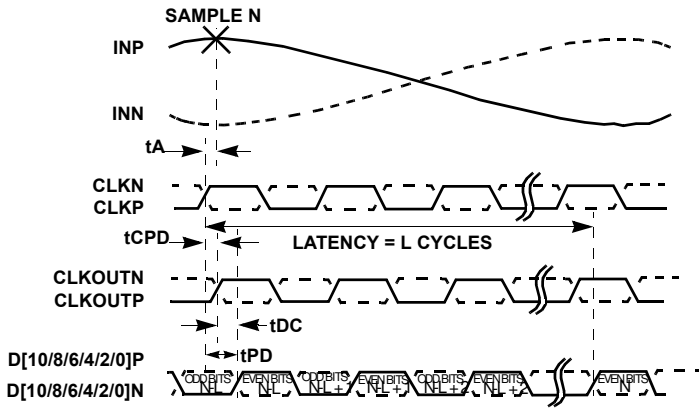 SAMPLE N
INP
INN
tA
CLKN
CLKP
LATENCY = L CYCLES
tCPD
CLKOUTN
CLKOUTP
tDC
tPD
D[10/8/6/4/2/0]P
D[10/8/6/4/2/0]N
ODD BITS EVEN BITS ODD BITS EVEN BITS ODD BITS EVEN BITS EVEN BITS
N-L N-L N-L + 1 N-L + 1 N-L + 2 N-L + 2 N